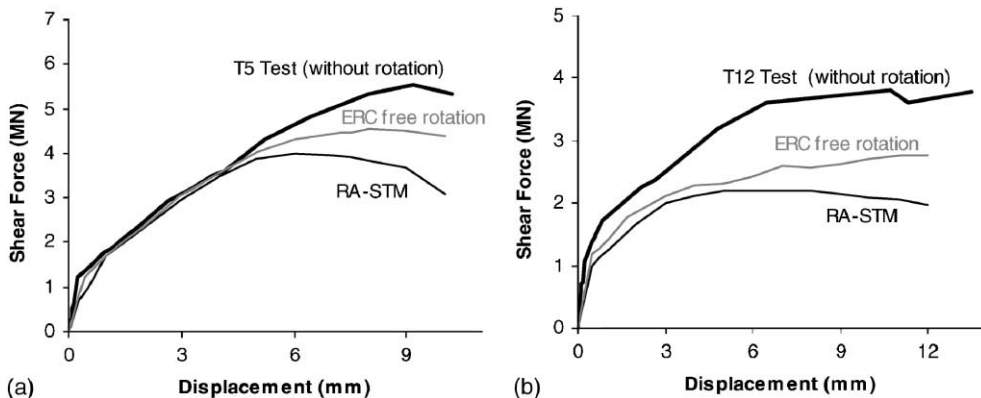 7
6
5
4
3
2
1
0
Shear Force (MN)
T5 Test (without rotation)
ERC free rotation
RA-STM
0 3 6 9
(a) Displacement (mm)
5
4
3
2
1
0
Shear Force (MN)
T12 Test (without rotation)
ERC free rotation
RA-STM
0 3 6 9 12
(b) Displacement (mm)